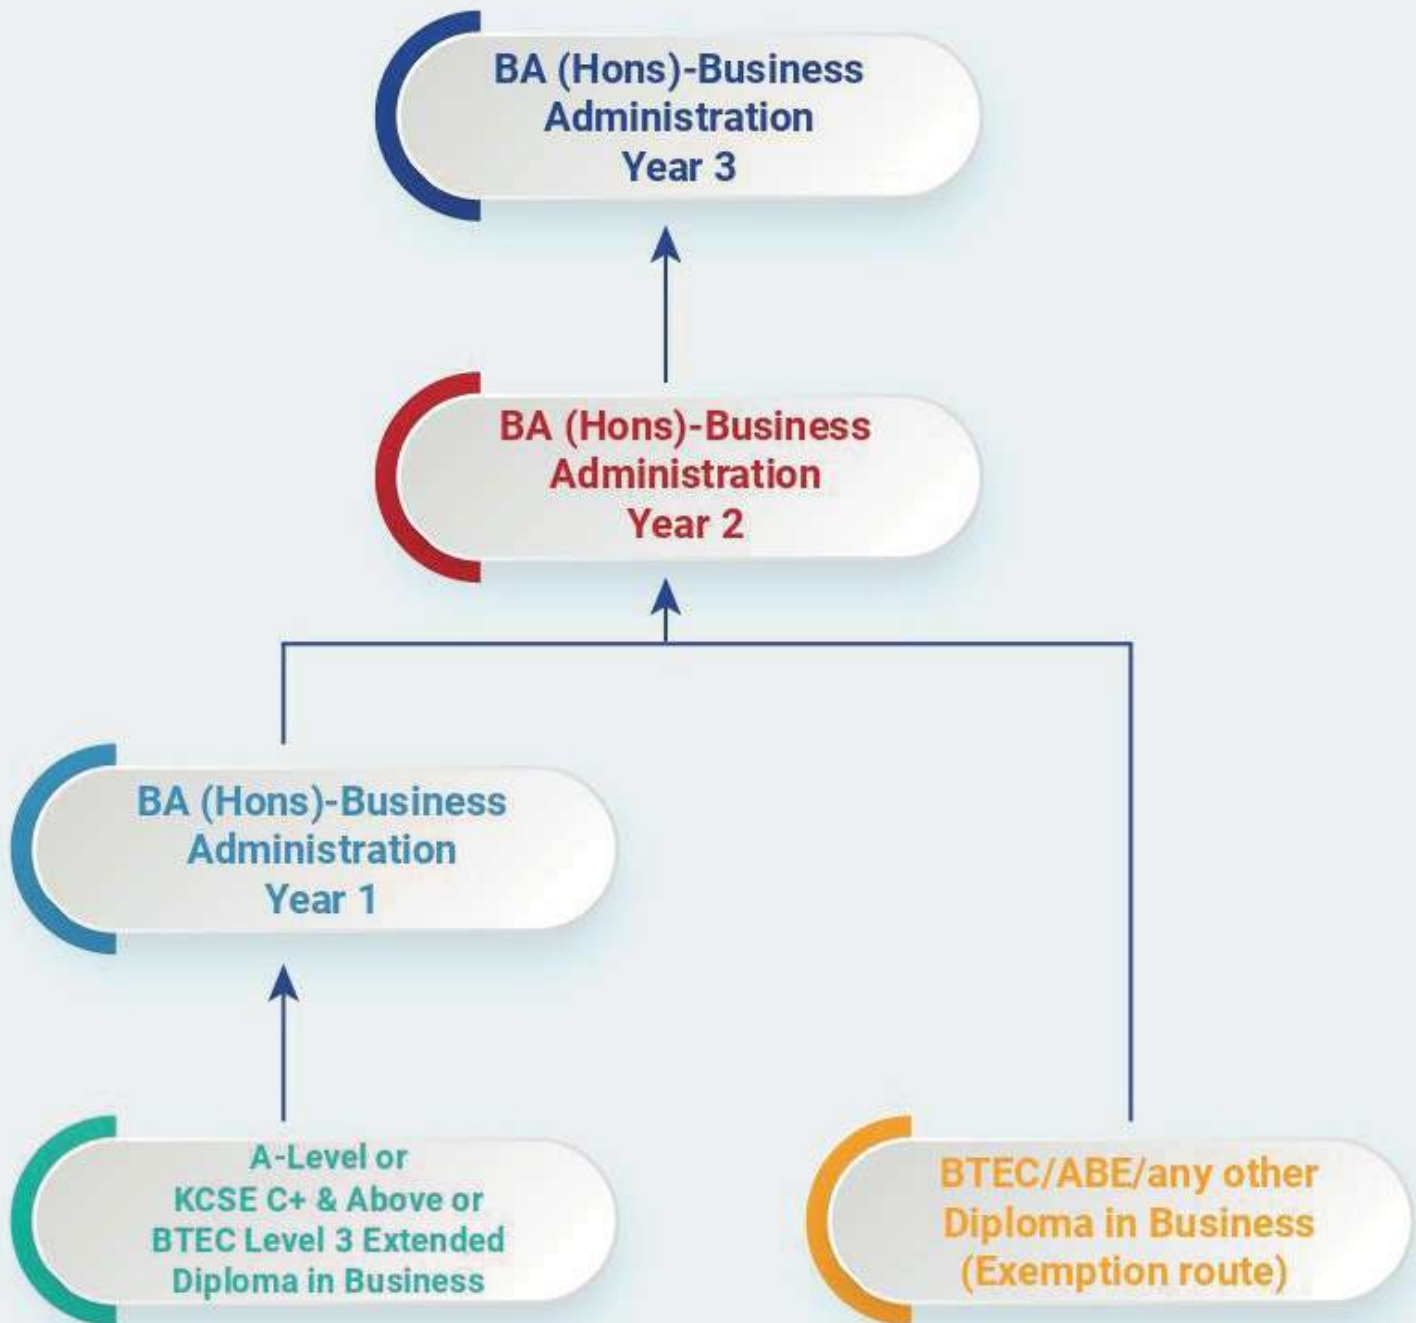 BA (Hons)-Business
Administration
Year 3
BA (Hons)-Business
Administration
Year 2
BA (Hons)-Business
Administration
Year 1
A-Level or
KCSE C+ & Above or
BTEC Level 3 Extended
Diploma in Business
BTEC/ABE/any other
Diploma in Business
(Exemption route)